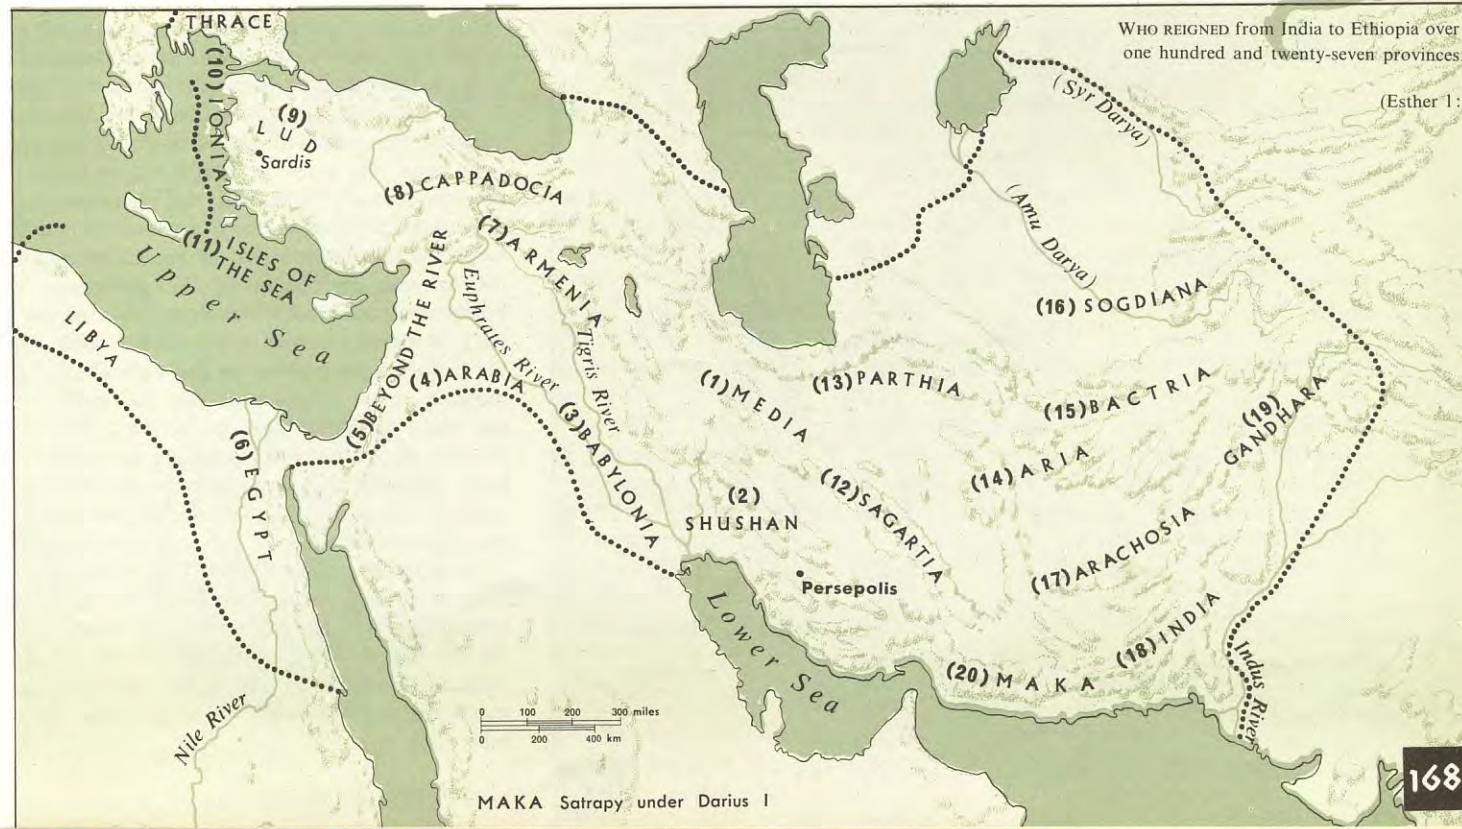 THRACE
WHO REIGNED from India to Ethiopia over
one hundred and twenty-seven provinces
(Esther 1:
(10) IONIA
(9)
LUD
Sardis
(8) CAPPADOCIA
(7) ARMENIA
(11) ISLES OF
THE SEA
Upper Sea
LIBYA
(5) BEYOND THE RIVER
Euphrates River
Tigris River
(4) ARABIA
(3) BABYLONIA
(6) EGYPT
Nile River
(Syr Darya)
(Amu Darya)
(16) SOGDIANA
(1) MEDIA
(13) PARTHIA
(15) BACTRIA
(19)
GANDHARA
(14) ARIA
(12) SAGARTIA
(2)
SHUSHAN
Persepolis
(17) ARACHOSIA
(18) INDIA
(20) MAKA
Lower Sea
Indus River
0 100 200 300 miles
0 200 400 km
MAKA Satrapy under Darius I
168